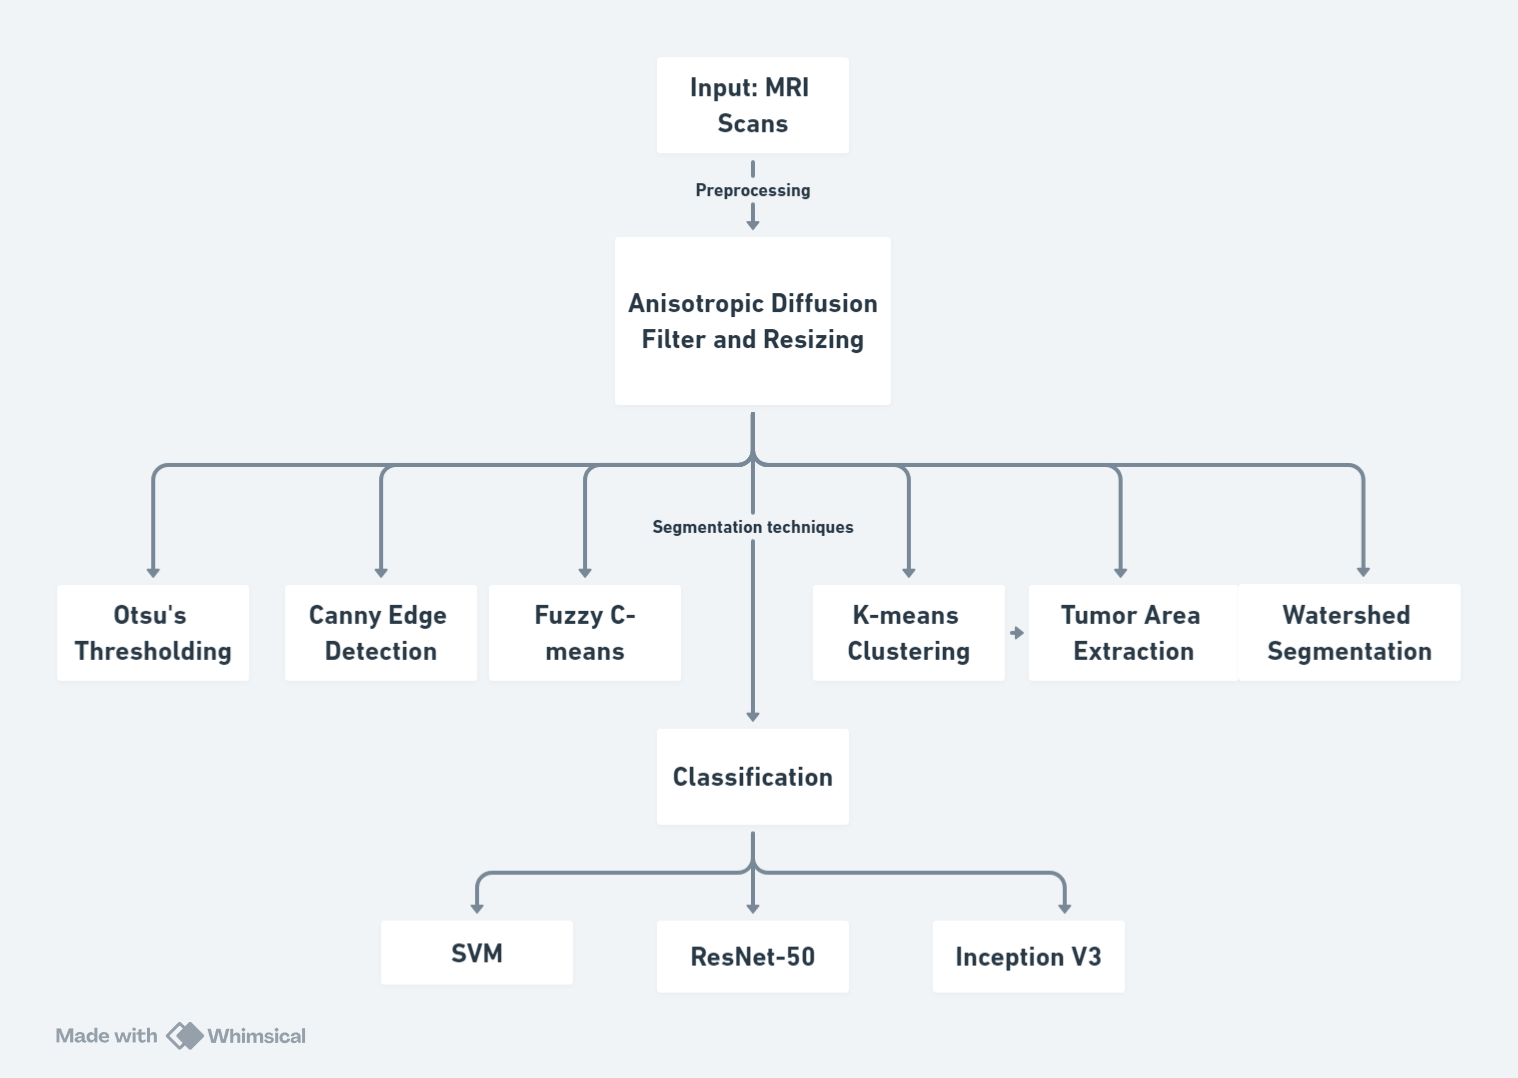 Input: MRI
Scans
Preprocessing
Anisotropic Diffusion
Filter and Resizing
Segmentation techniques
Otsu's
Thresholding
Canny Edge
Detection
Fuzzy C-
means
K-means
Clustering
Tumor Area
Extraction
Watershed
Segmentation
Classification
SVM
ResNet-50
Inception V3
Made with Whimsical